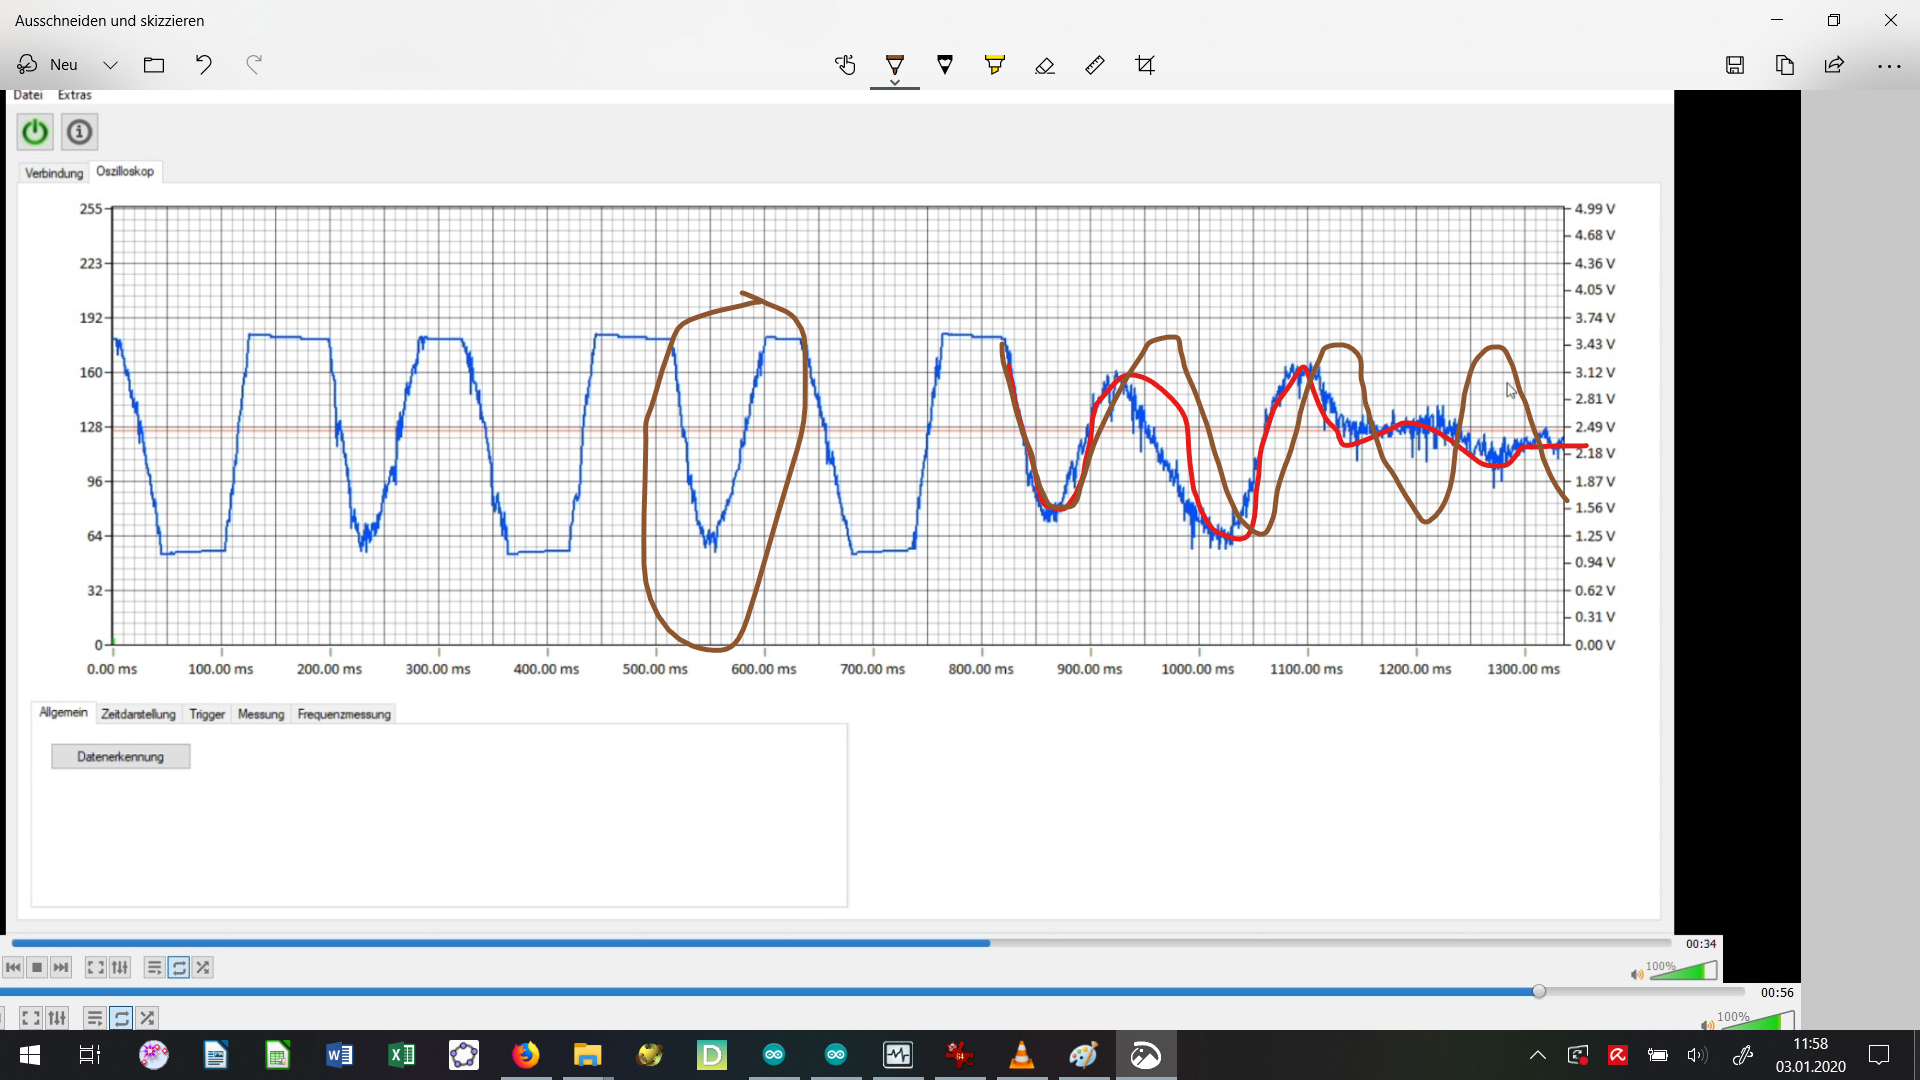 Ausschneiden und skizzieren
Neu
Datei Extras
Verbindung Oszilloskop
255 4.99 V
4.68 V
223 4.36 V
4.05 V
192 3.74 V
3.43 V
160 3.12 V
2.81 V
128 2.49 V
2.18 V
96 1.87 V
1.56 V
64 1.25 V
0.94 V
32 0.62 V
0.31 V
0 0.00 V
0.00 ms 100.00 ms 200.00 ms 300.00 ms 400.00 ms 500.00 ms 600.00 ms 700.00 ms 800.00 ms 900.00 ms 1000.00 ms 1100.00 ms 1200.00 ms 1300.00 ms
Allgemein Zeitdarstellung Trigger Messung Frequenzmessung
Datenerkennung
00:34
100%
00:56
100%
W X D 64
11:58
03.01.2020